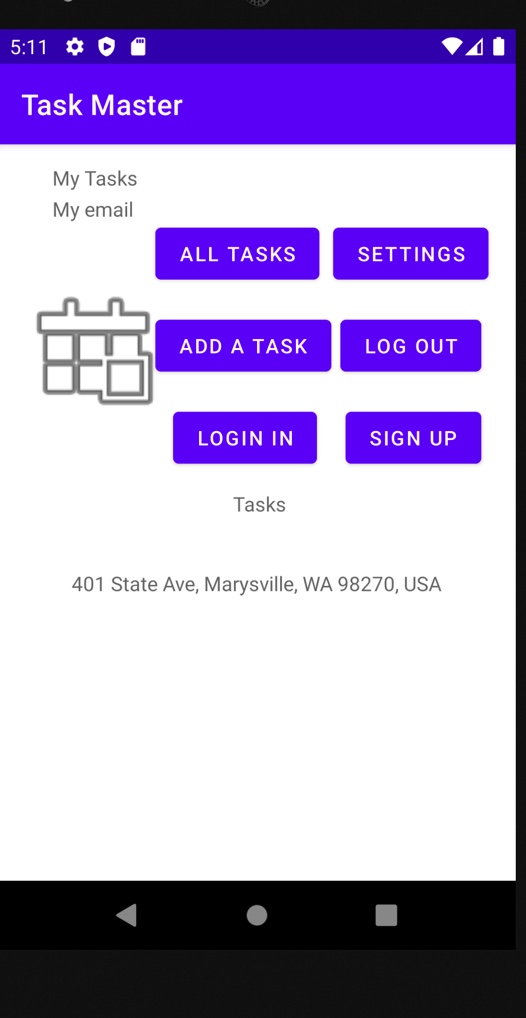 5:11
Task Master
My Tasks
My email
ALL TASKS SETTINGS
ADD A TASK LOG OUT
LOGIN IN SIGN UP
Tasks
401 State Ave, Marysville, WA 98270, USA